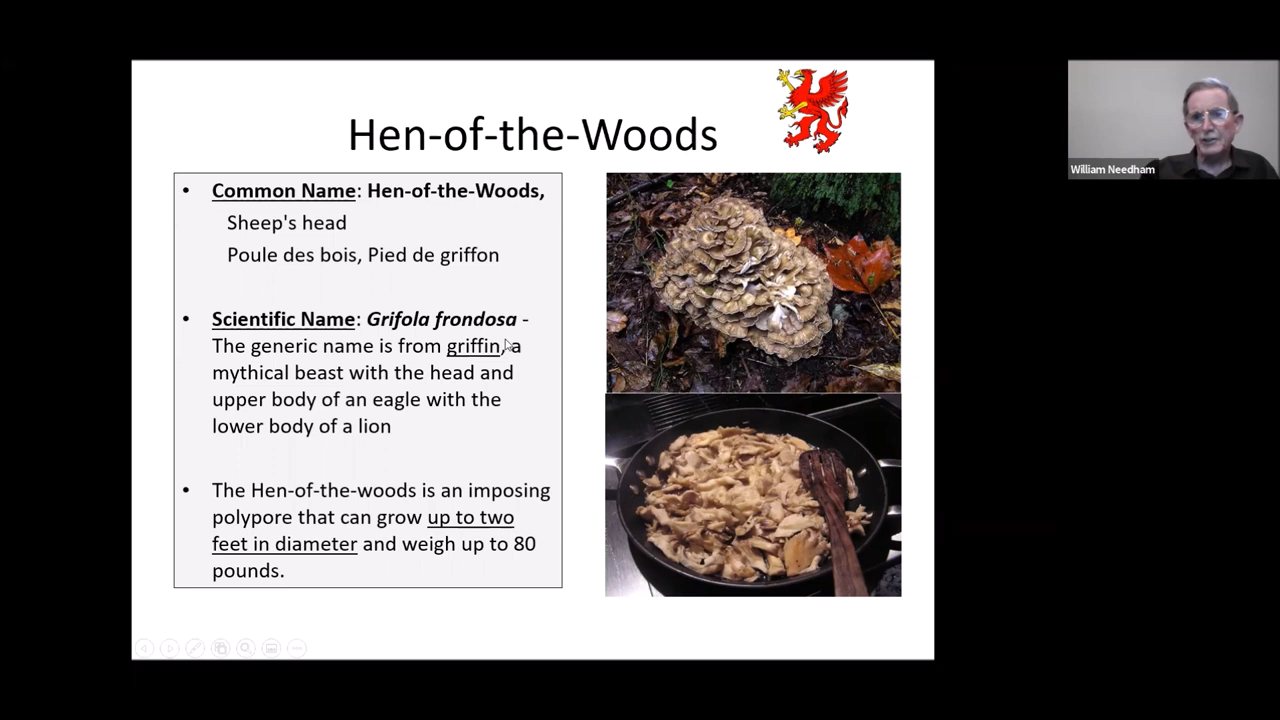 Hen-of-the-Woods
• Common Name: Hen-of-the-Woods,
Sheep's head
Poule des bois, Pied de griffon
• Scientific Name: Grifola frondosa -
The generic name is from griffin, a
mythical beast with the head and
upper body of an eagle with the
lower body of a lion
• The Hen-of-the-woods is an imposing
polypore that can grow up to two
feet in diameter and weigh up to 80
pounds.
William Needham